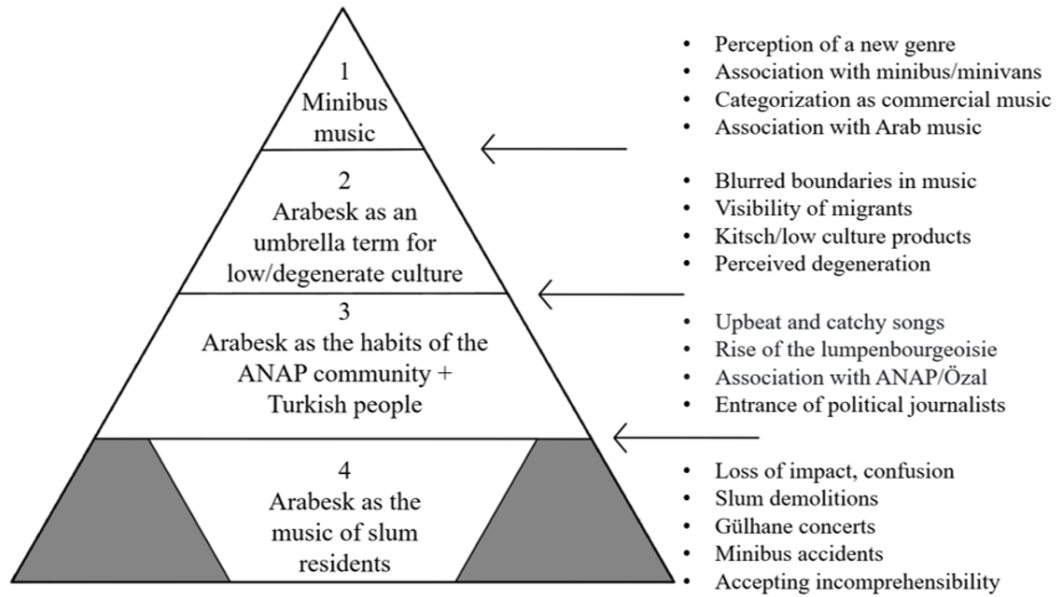 1
Minibus
music
2
Arabesk as an
umbrella term for
low/degenerate culture
3
Arabesk as the habits of the
ANAP community +
Turkish people
4
Arabesk as the
music of slum
residents
• Perception of a new genre
• Association with minibus/minivans
• Categorization as commercial music
• Association with Arab music
• Blurred boundaries in music
• Visibility of migrants
• Kitsch/low culture products
• Perceived degeneration
• Upbeat and catchy songs
• Rise of the lumpenbourgeoisie
• Association with ANAP/Özal
• Entrance of political journalists
• Loss of impact, confusion
• Slum demolitions
• Gülhane concerts
• Minibus accidents
• Accepting incomprehensibility